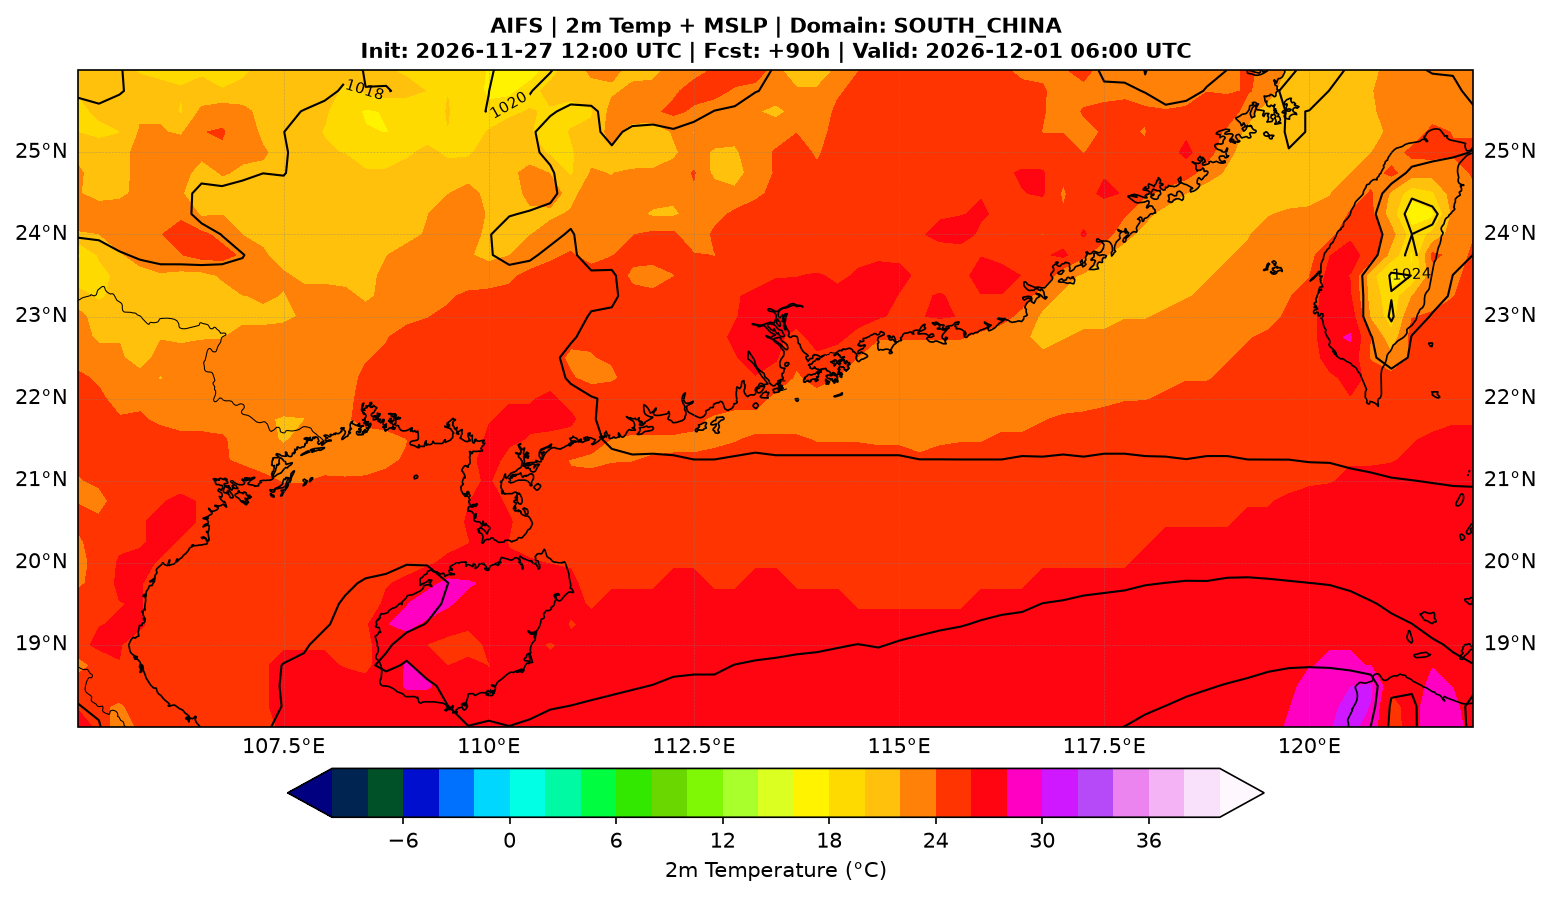 AIFS | 2m Temp + MSLP | Domain: SOUTH_CHINA
Init: 2026-11-27 12:00 UTC | Fcst: +90h | Valid: 2026-12-01 06:00 UTC
1018
1020
1024
25°N 25°N
24°N 24°N
23°N 23°N
22°N 22°N
21°N 21°N
20°N 20°N
19°N 19°N
107.5°E 110°E 112.5°E 115°E 117.5°E 120°E
−6 0 6 12 18 24 30 36
2m Temperature (°C)